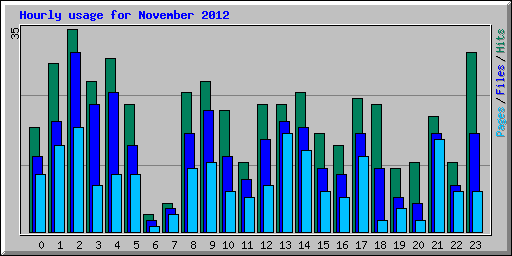 Hourly usage for November 2012
35
Pages/Files/Hits
0 1 2 3 4 5 6 7 8 9 10 11 12 13 14 15 16 17 18 19 20 21 22 23